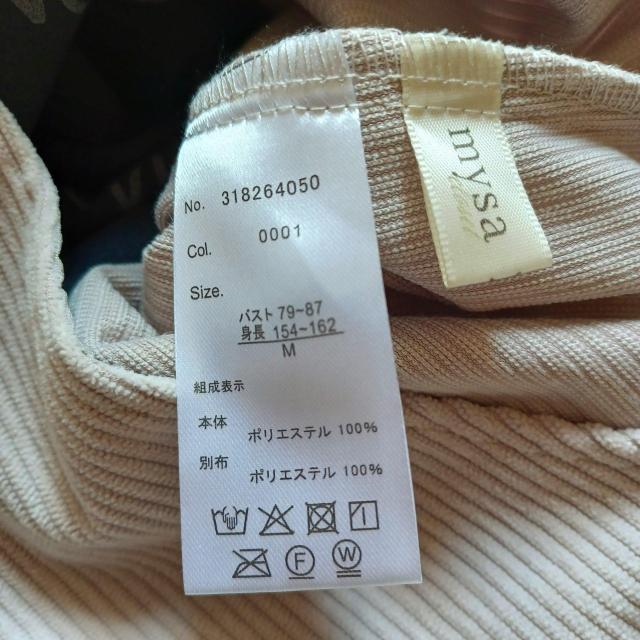 No. 318264050
Col. 0001
Size.
バスト 79~87
身長 154~162
M
組成表示
本体 ポリエステル 100%
別布 ポリエステル 100%
F W
mysa